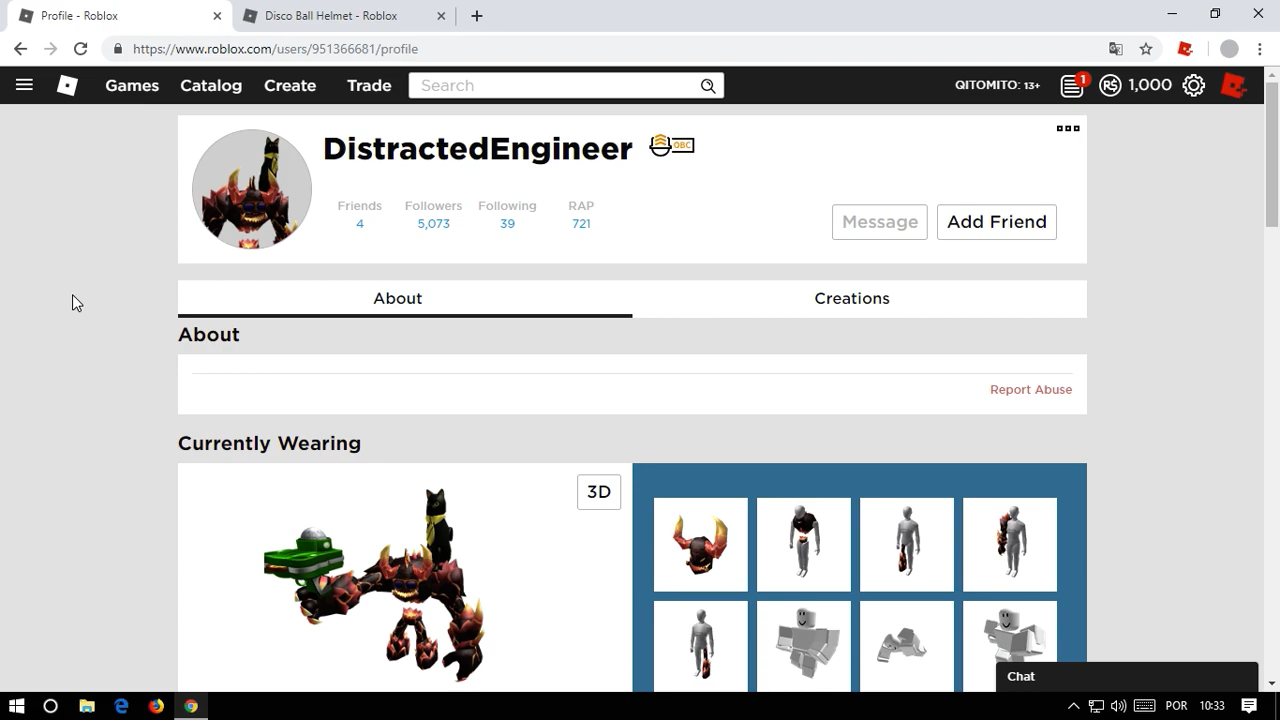 Profile - Roblox
Disco Ball Helmet - Roblox
https://www.roblox.com/users/951366681/profile
Games
Catalog
Create
Trade
Search
QITOMITO: 13+
1
R$
1,000
DistractedEngineer
OBC
Friends
Followers
Following
RAP
4
5,073
39
721
Message
Add Friend
About
Creations
About
Report Abuse
Currently Wearing
3D
Chat
POR
10:33